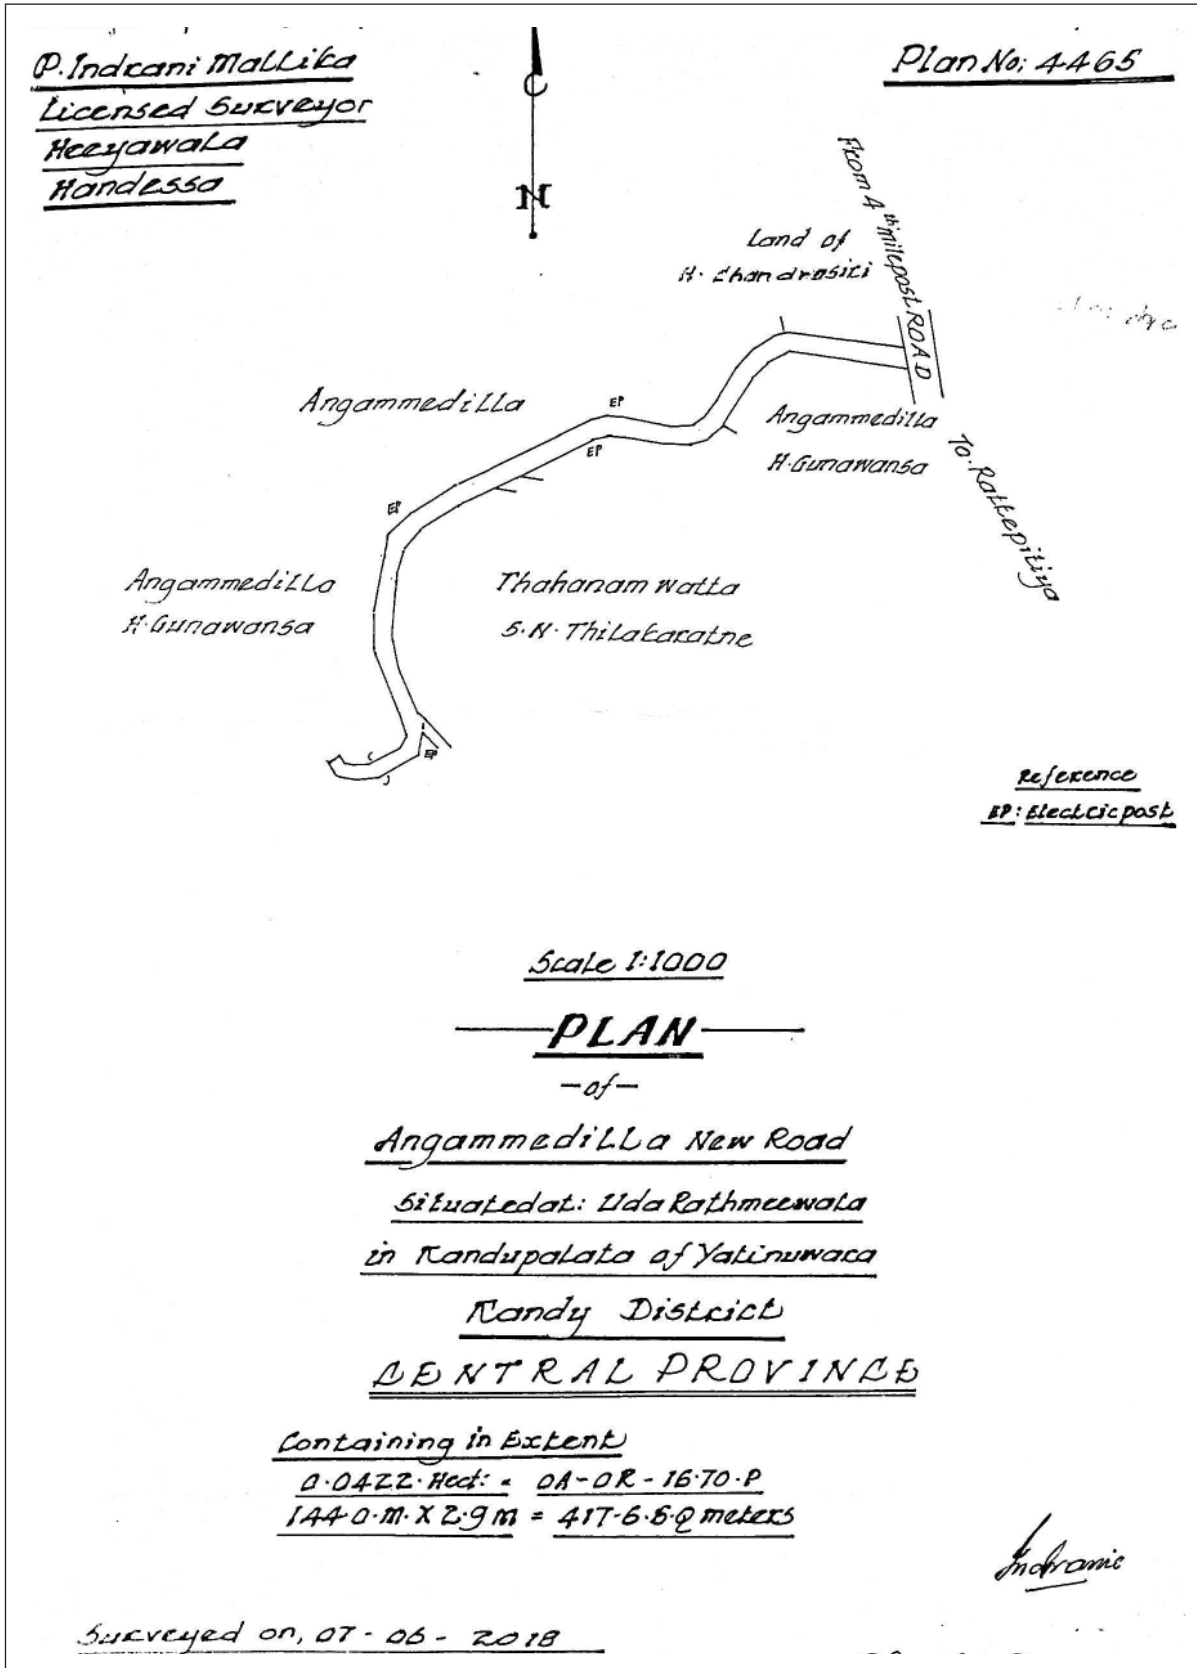 P. Indrani Mallika
Licensed Surveyor
Heeyawala
Handessa
Plan No: 4465
N
From 4th milepost ROAD
Land of
H. Chandrasiri
Angammedilla
EP
EP
Angammedilla
H. Gunawansa
To. Rattepitiya
EP
Angammedilla
H. Gunawansa
Thahanam watta
S. N. Thilakaratne
EP
Reference
EP: Electric post
Scale 1:1000
PLAN
-of-
Angammedilla New Road
Situated at: Uda Rathmeewala
in Kandupalata of Yatinuwara
Kandy District
CENTRAL PROVINCE
Containing in Extent
0.0422. Hect: = 0A-0R-16.70.P
144.0.m. X 2.9m = 417.6.S.Q meters
Indranie
Surveyed on, 07-06-2018